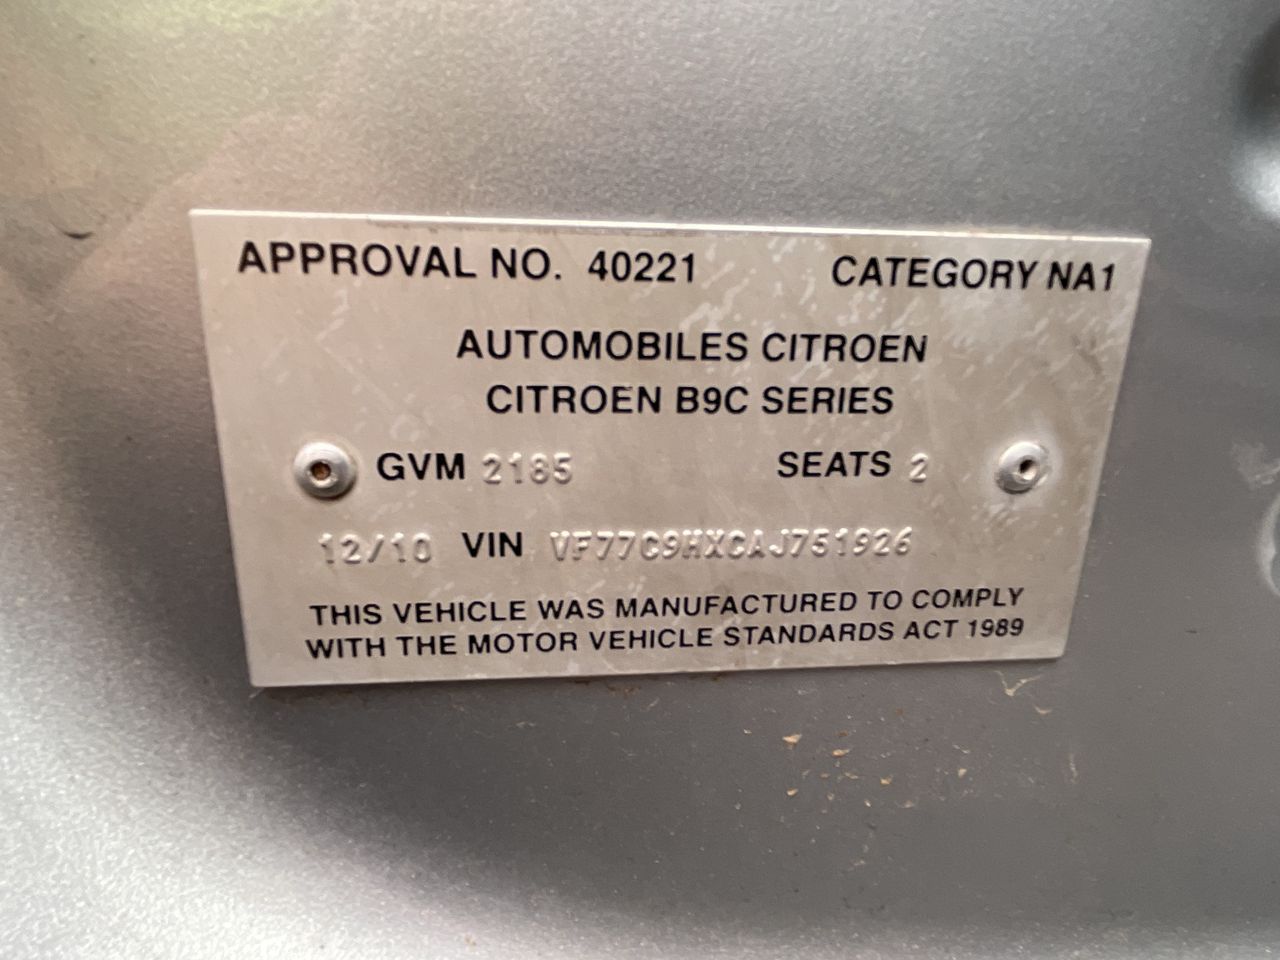 APPROVAL NO. 40221 CATEGORY NA1
AUTOMOBILES CITROEN
CITROEN B9C SERIES
GVM 2185 SEATS 2
12/10 VIN VF77C9HXCAJ751926
THIS VEHICLE WAS MANUFACTURED TO COMPLY
WITH THE MOTOR VEHICLE STANDARDS ACT 1989